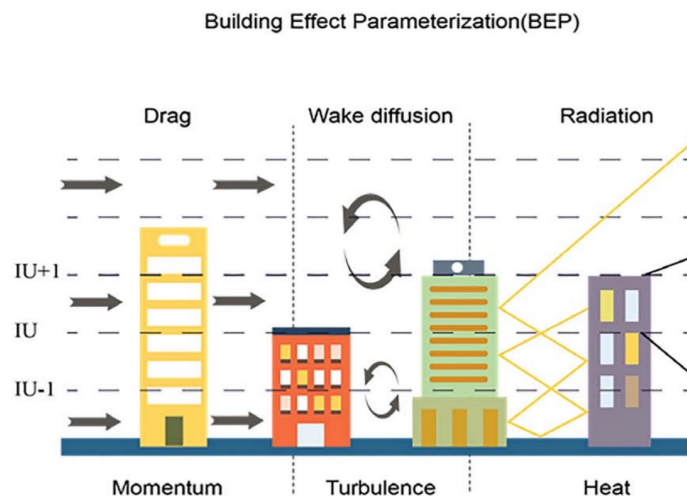 Building Effect Parameterization(BEP)
Drag
Wake diffusion
Radiation
IU+1
IU
IU-1
Momentum
Turbulence
Heat